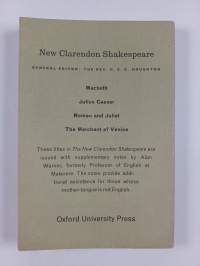 New Clarendon Shakespeare
GENERAL EDITOR: THE REV. R. E. C. HOUGHTON
Macbeth
Julius Caesar
Romeo and Juliet
The Merchant of Venice
These titles in The New Clarendon Shakespeare are
issued with supplementary notes by Alan
Warner, formerly Professor of English at
Makerere. The notes provide addi-
tional assistance for those whose
mother-tongue is not English.
Oxford University Press